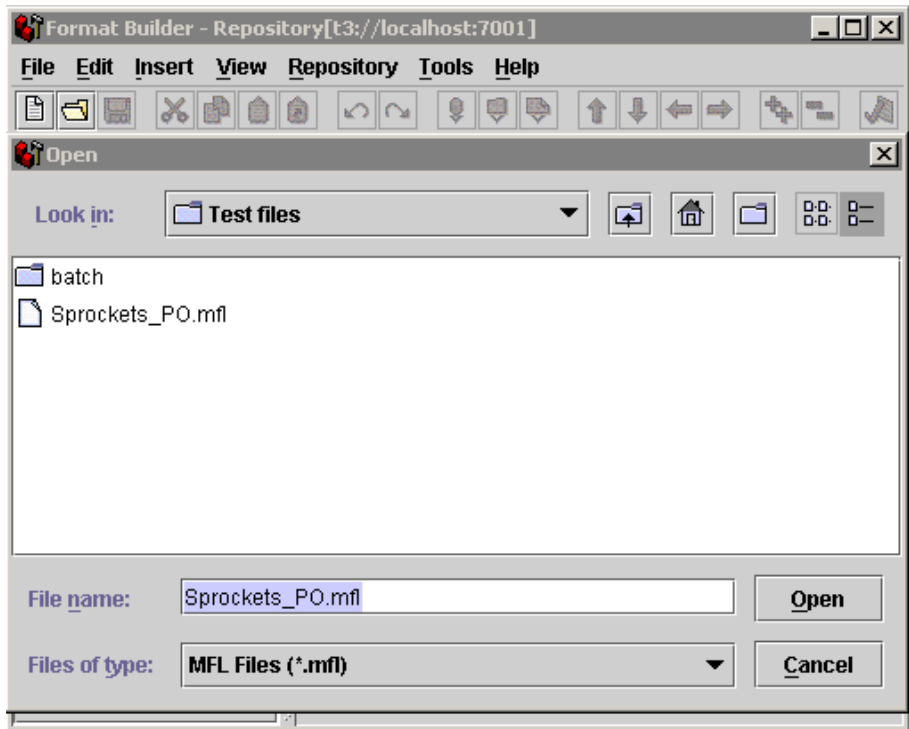 Format Builder - Repository[t3://localhost:7001]
File Edit Insert View Repository Tools Help
Open
Look in: Test files
batch
Sprockets_PO.mfl
File name: Sprockets_PO.mfl Open
Files of type: MFL Files (*.mfl) Cancel